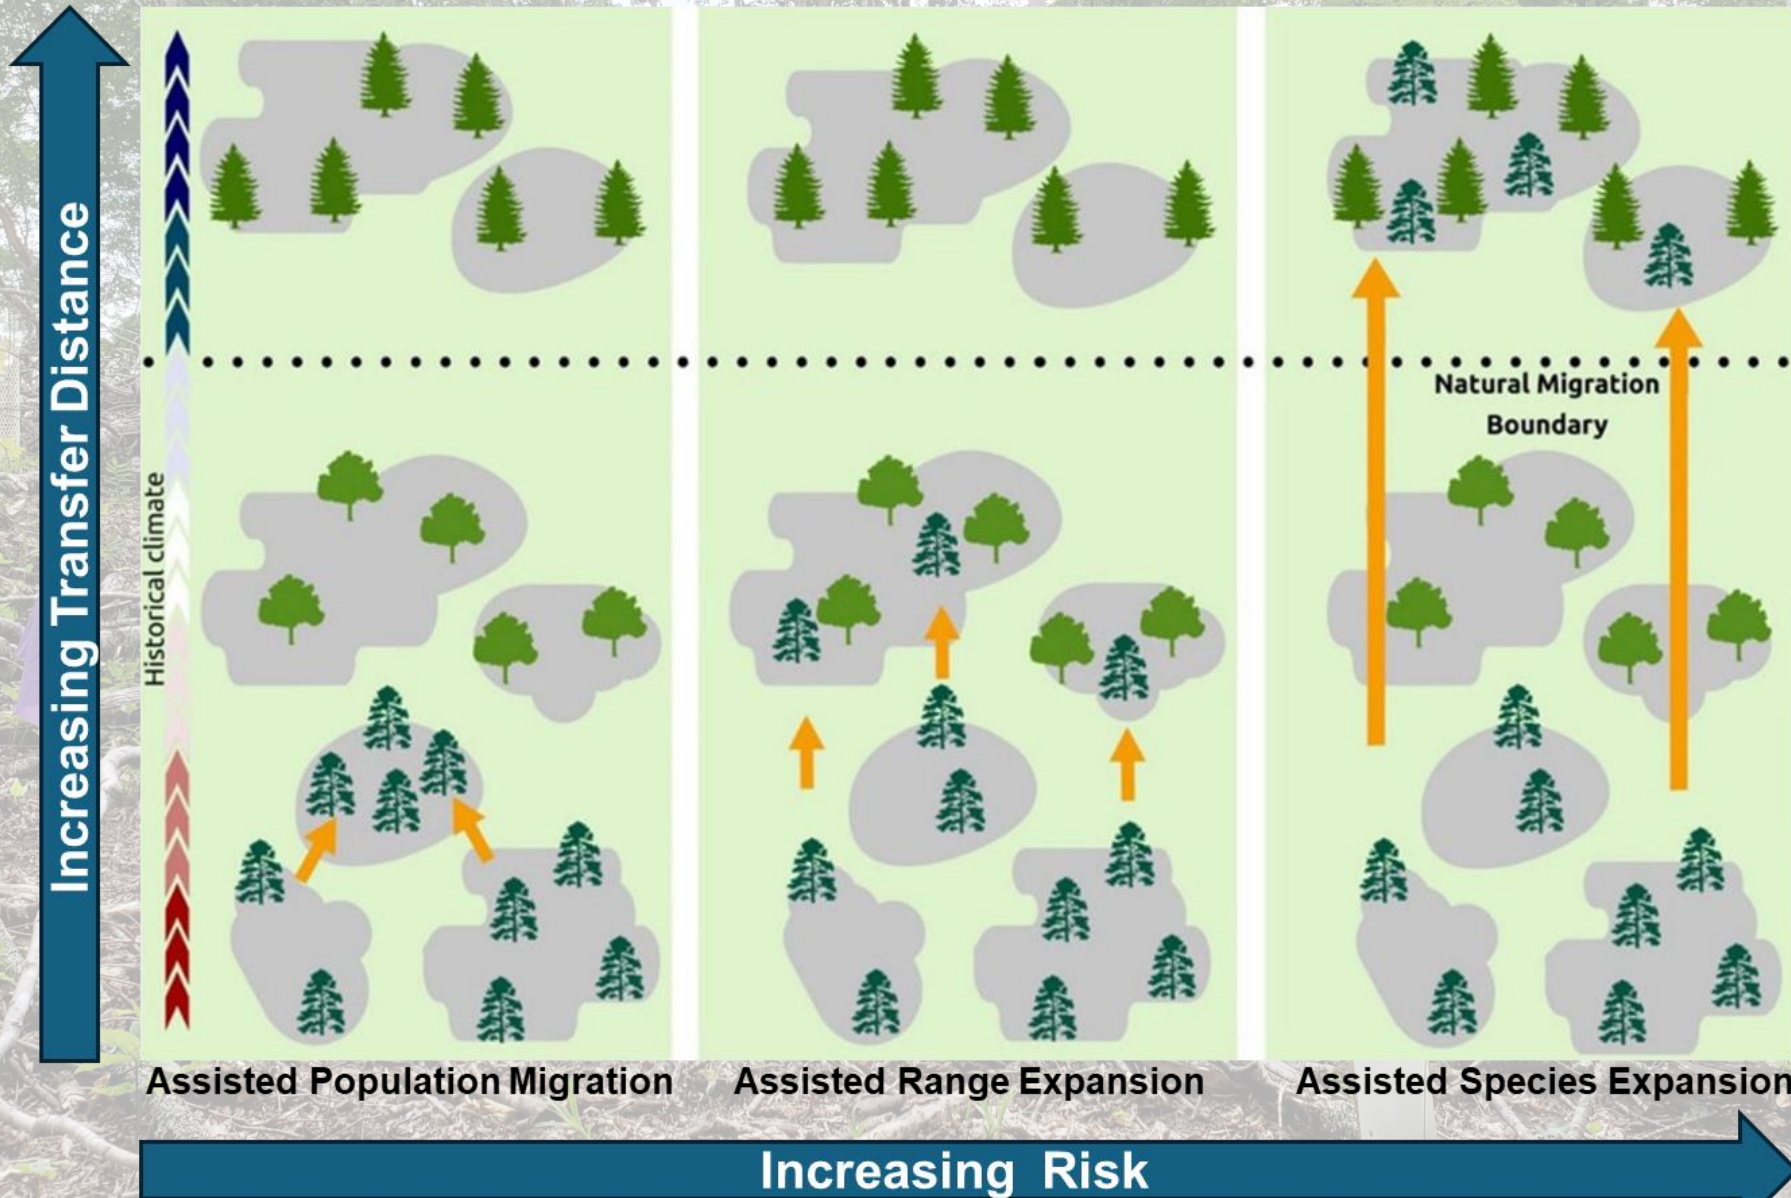 Increasing Transfer Distance
Historical climate
Natural Migration
Boundary
Assisted Population Migration
Assisted Range Expansion
Assisted Species Expansion
Increasing Risk